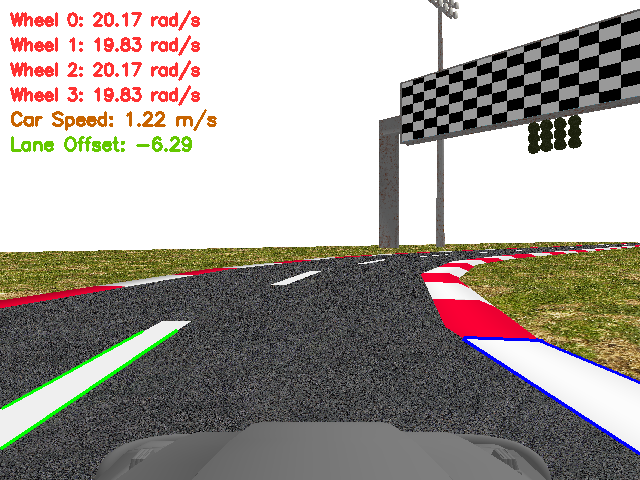 Wheel 0: 20.17 rad/s
Wheel 1: 19.83 rad/s
Wheel 2: 20.17 rad/s
Wheel 3: 19.83 rad/s
Car Speed: 1.22 m/s
Lane Offset: -6.29